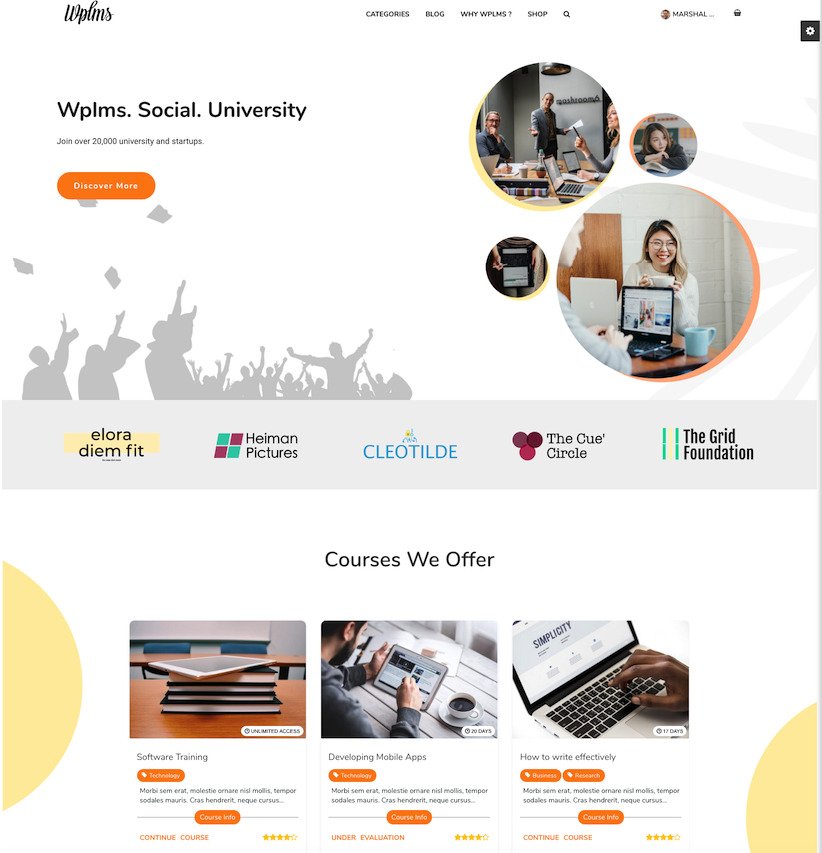 Wplms
CATEGORIES BLOG WHY WPLMS ? SHOP MARSHAL ...
Wplms. Social. University
Join over 20,000 university and startups.
Discover More
mashroom6
elora
diem fit
Heiman
Pictures
CLEOTILDE
The Cue'
Circle
The Grid
Foundation
Courses We Offer
SIMPLICITY
UNLIMITED ACCESS
20 DAYS
17 DAYS
Software Training
Technology
Morbi sem erat, molestie ornare nisl mollis, tempor
sodales mauris. Cras hendrerit, neque cursus...
Course Info
CONTINUE COURSE
Developing Mobile Apps
Technology
Morbi sem erat, molestie ornare nisl mollis, tempor
sodales mauris. Cras hendrerit, neque cursus...
Course Info
UNDER EVALUATION
How to write effectively
Business Research
Morbi sem erat, molestie ornare nisl mollis, tempor
sodales mauris. Cras hendrerit, neque cursus...
Course Info
CONTINUE COURSE